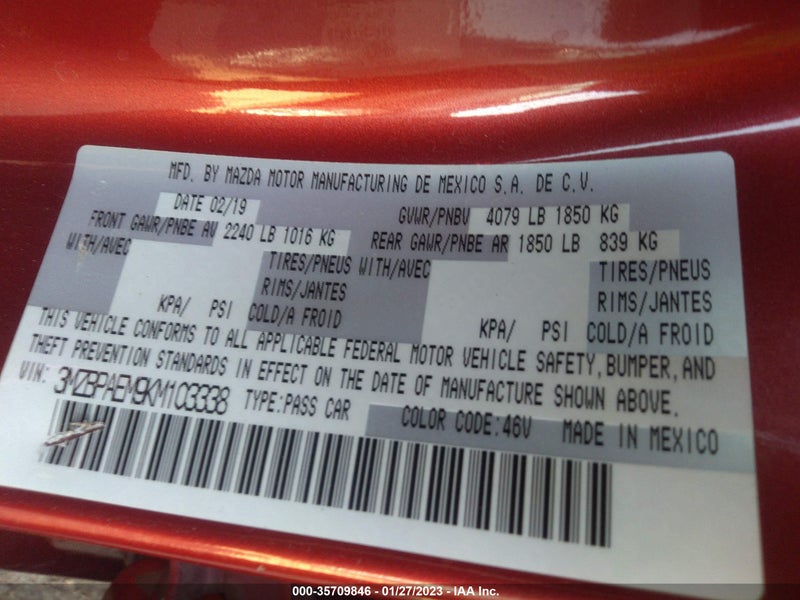 MFD. BY MAZDA MOTOR MANUFACTURING DE MEXICO S.A. DE C.V.
DATE 02/19 GVWR/PNBV 4079 LB 1850 KG
FRONT GAWR/PNBE AV 2240 LB 1016 KG REAR GAWR/PNBE AR 1850 LB 839 KG
WITH/AVEC TIRES/PNEUS WITH/AVEC TIRES/PNEUS
RIMS/JANTES RIMS/JANTES
KPA/ PSI COLD/A FROID KPA/ PSI COLD/A FROID
THIS VEHICLE CONFORMS TO ALL APPLICABLE FEDERAL MOTOR VEHICLE SAFETY, BUMPER, AND
THEFT PREVENTION STANDARDS IN EFFECT ON THE DATE OF MANUFACTURE SHOWN ABOVE.
VIN: 3MZBPAEM9KM103338 TYPE:PASS CAR COLOR CODE:46V MADE IN MEXICO
000-35709846 - 01/27/2023 - IAA Inc.